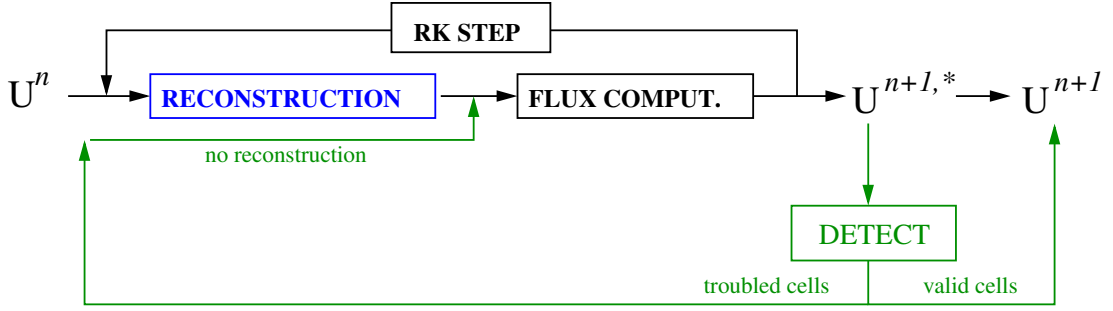 RK STEP
U^n
RECONSTRUCTION
FLUX COMPUT.
U^{n+1,*}
U^{n+1}
no reconstruction
DETECT
troubled cells
valid cells